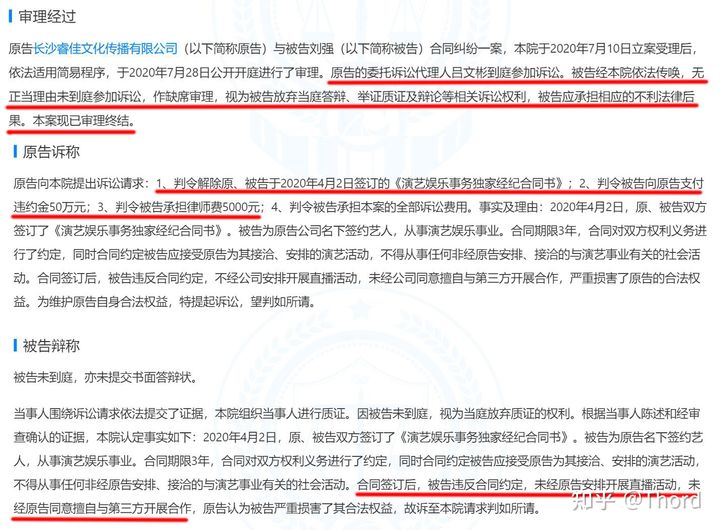 审理经过
原告长沙睿佳文化传播有限公司（以下简称原告）与被告刘强（以下简称被告）合同纠纷一案，本院于2020年7月10日立案受理后，
依法适用简易程序，于2020年7月28日公开开庭进行了审理。原告的委托诉讼代理人吕文彬到庭参加诉讼。被告经本院依法传唤，无
正当理由未到庭参加诉讼，作缺席审理，视为被告放弃当庭答辩、举证质证及辩论等相关诉讼权利，被告应承担相应的不利法律后
果。本案现已审理终结。
原告诉称
原告向本院提出诉讼请求：1、判令解除原、被告于2020年4月2日签订的《演艺娱乐事务独家经纪合同书》；2、判令被告向原告支付
违约金50万元；3、判令被告承担律师费5000元；4、判令被告承担本案的全部诉讼费用。事实及理由：2020年4月2日，原、被告双方
签订了《演艺娱乐事务独家经纪合同书》。被告为原告公司名下签约艺人，从事演艺事业。合同期限3年，合同对双方权利义务进行
了约定，同时合同约定被告应接受原告为其接洽、安排的演艺活动，不得从事任何非经原告安排、接洽的与演艺事业有关的社会活
动。合同签订后，被告违反合同约定，不经公司安排开展直播活动，未经公司同意擅自与第三方开展合作，严重损害了原告的合法权
益。为维护原告自身合法权益，特提起诉讼，望判如所请。
被告辩称
被告未到庭，亦未提交书面答辩状。
当事人围绕诉讼请求依法提交了证据，本院组织当事人进行质证。因被告未到庭，视为当庭放弃质证的权利。根据当事人陈述和经审
查确认的证据，本院认定事实如下：2020年4月2日，原、被告双方签订了《演艺娱乐事务独家经纪合同书》。被告为原告名下签约艺
人，从事演艺娱乐事业。合同期限3年，合同对双方权利义务进行了约定，同时合同约定被告应接受原告为其接洽、安排的演艺活动，
不得从事任何非经原告安排、接洽的与演艺事业有关的社会活动。合同签订后，被告违反合同约定，未经原告安排开展直播活动，未
经原告同意擅自与第三方开展合作，原告认为被告严重损害了其合法权益，故诉至本院请求判如所请。
知乎 @Thord